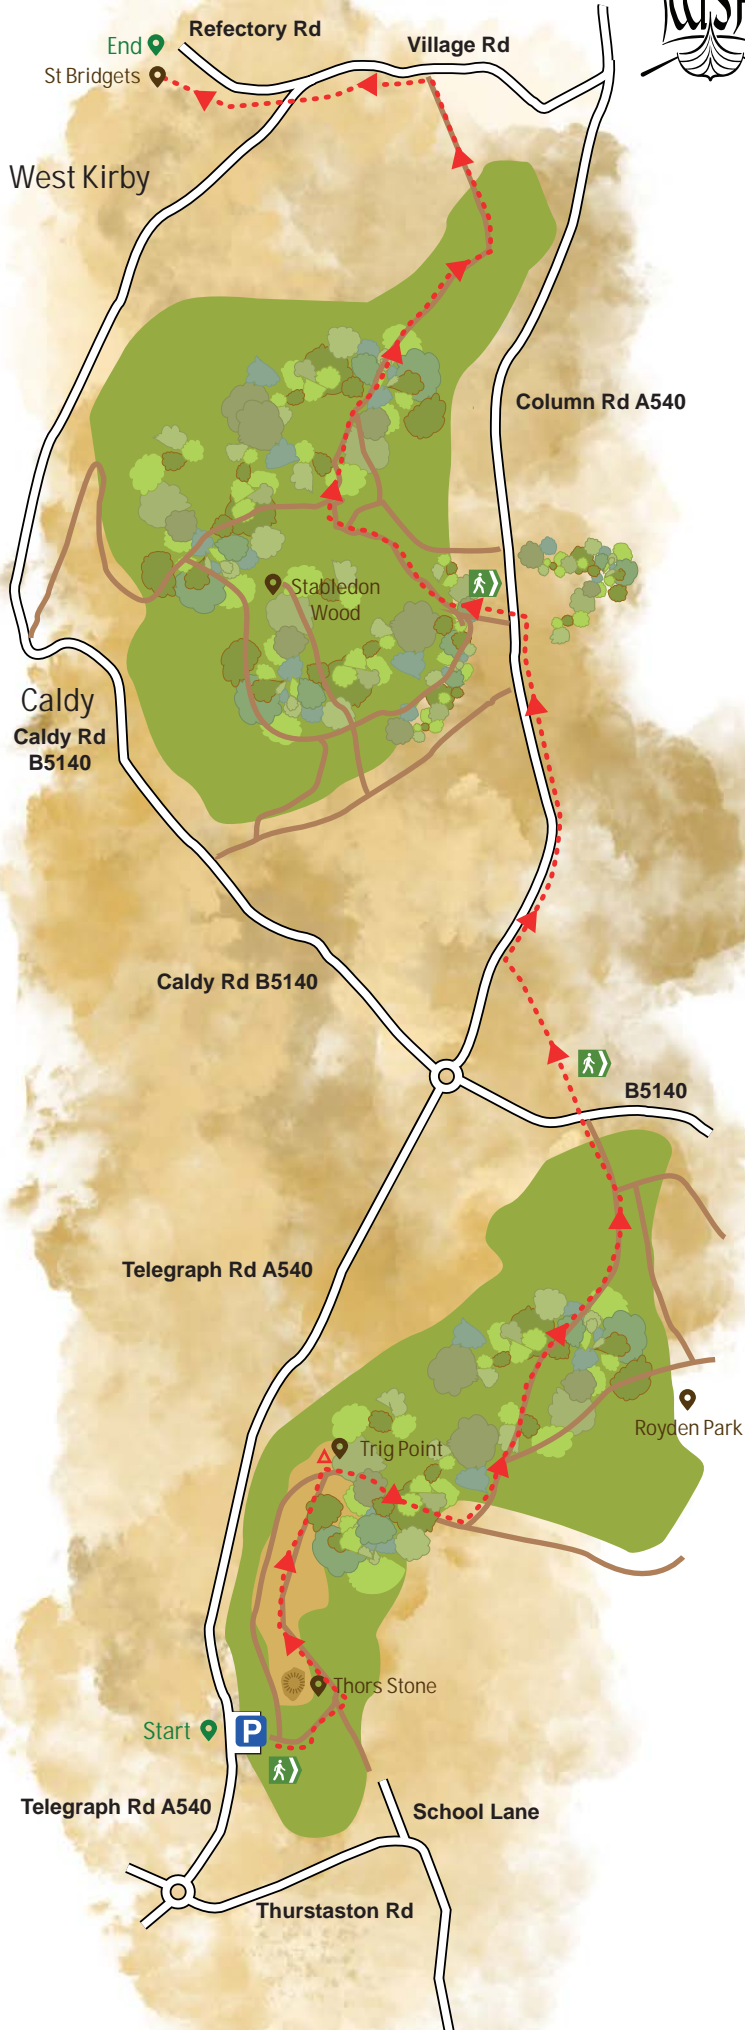 Refectory Rd
End
Village Rd
St Bridgets
West Kirby
Column Rd A540
Stabledon
Wood
Caldy
Caldy Rd
B5140
Caldy Rd B5140
B5140
Telegraph Rd A540
Royden Park
Trig Point
Thors Stone
Start
P
Telegraph Rd A540
School Lane
Thurstaston Rd